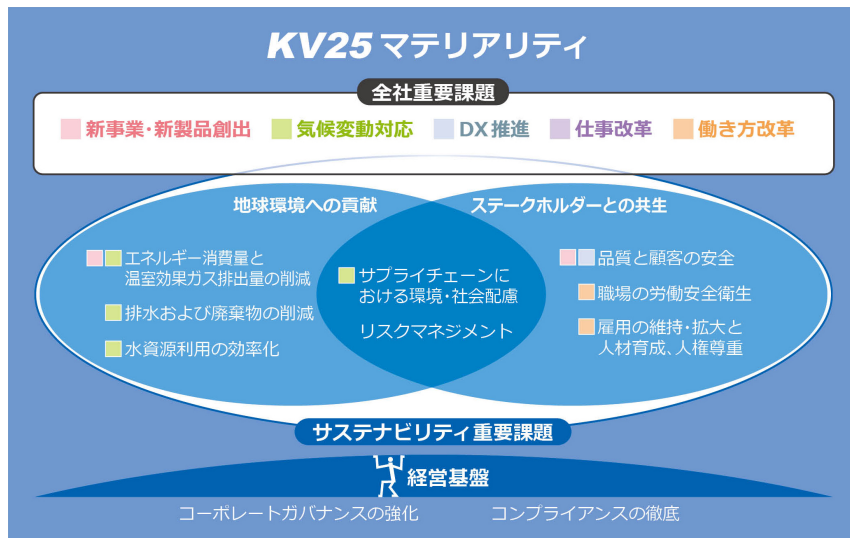 KV25 マテリアリティ
全社重要課題
新事業・新製品創出 気候変動対応 DX推進 仕事改革 働き方改革
地球環境への貢献
エネルギー消費量と
温室効果ガス排出量の削減
排水および廃棄物の削減
水資源利用の効率化
サプライチェーンに
おける環境・社会配慮
リスクマネジメント
ステークホルダーとの共生
品質と顧客の安全
職場の労働安全衛生
雇用の維持・拡大と
人材育成、人権尊重
サステナビリティ重要課題
経営基盤
コーポレートガバナンスの強化 コンプライアンスの徹底